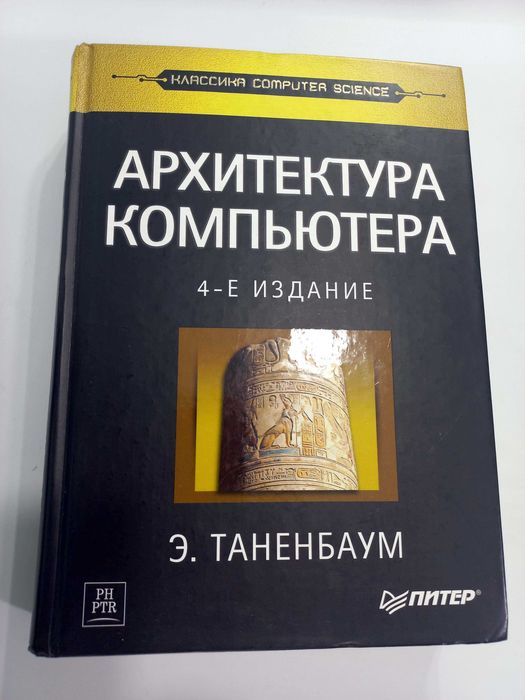 КЛАССИКА COMPUTER SCIENCE
АРХИТЕКТУРА
КОМПЬЮТЕРА
4-Е ИЗДАНИЕ
Э. ТАНЕНБАУМ
PH
PTR
ПИТЕР®